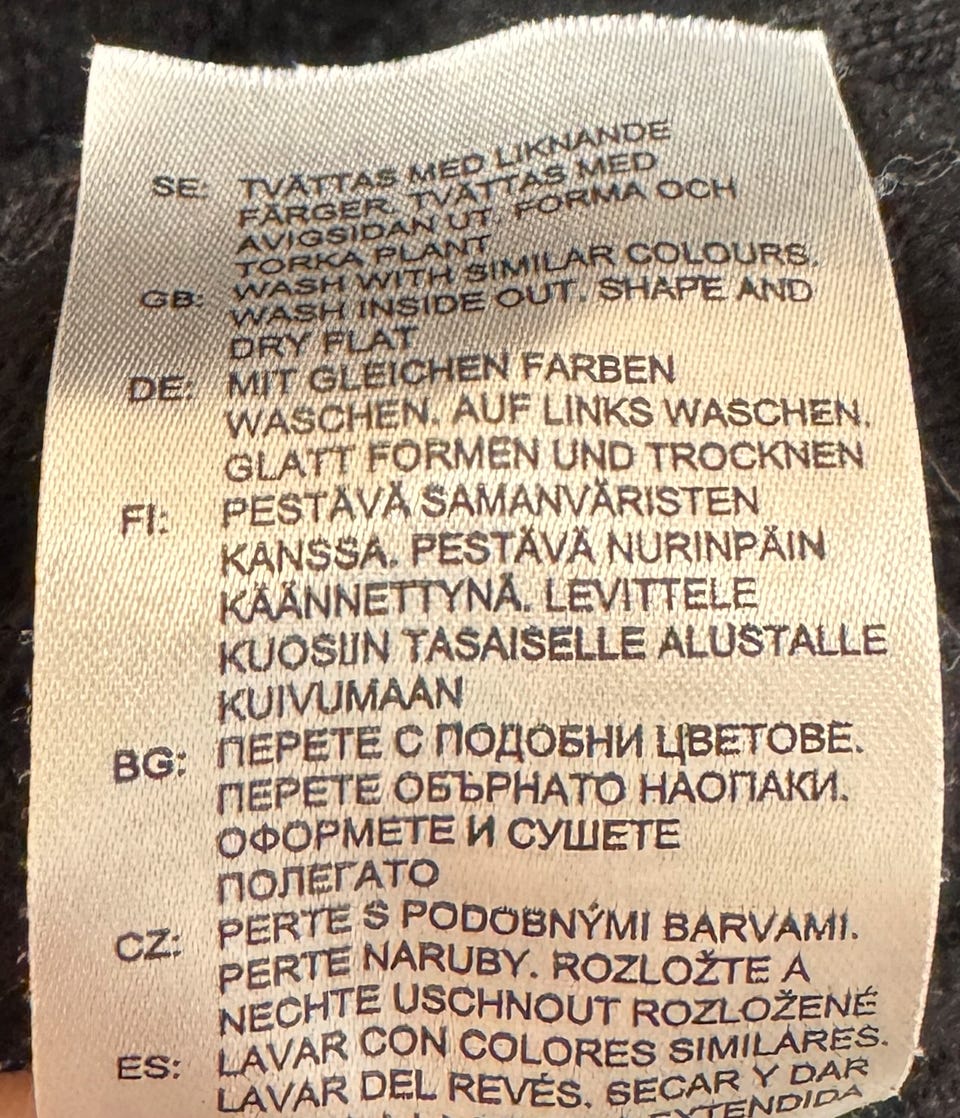 SE: TVÄTTAS MED LIKNANDE
FÄRGER. TVÄTTAS MED
AVIGSIDAN UT. FORMA OCH
TORKA PLANT
GB: WASH WITH SIMILAR COLOURS.
WASH INSIDE OUT. SHAPE AND
DRY FLAT
DE: MIT GLEICHEN FARBEN
WASCHEN. AUF LINKS WASCHEN.
GLATT FORMEN UND TROCKNEN
FI: PESTÄVÄ SAMANVÄRISTEN
KANSSA. PESTÄVÄ NURINPÄIN
KÄÄNNETTYNÄ. LEVITTELE
KUOSIIN TASAISELLE ALUSTALLE
KUIVUMAAN
BG: ПЕРЕТЕ С ПОДОБНИ ЦВЕТОВЕ.
ПЕРЕТЕ ОБЪРНАТО НАОПАКИ.
ОФОРМЕТЕ И СУШЕТЕ
ПОЛЕГАТО
CZ: PERTE S PODOBNÝMI BARVAMI.
PERTE NARUBY. ROZLOŽTE A
NECHTE USCHNOUT ROZLOŽENÉ
ES: LAVAR CON COLORES SIMILARES.
LAVAR DEL REVÉS. SECAR Y DAR
EXTENDIDA